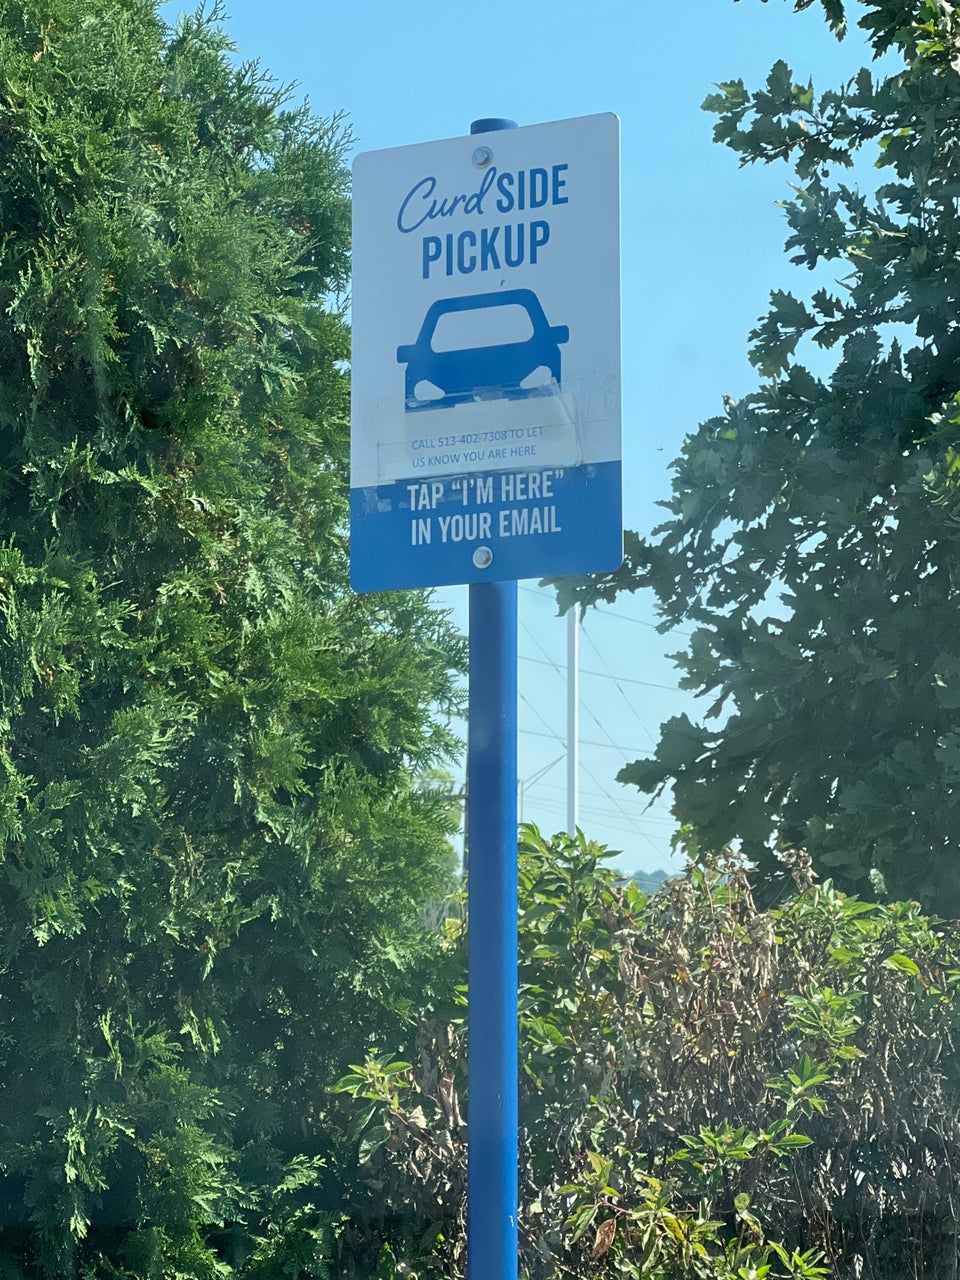 Curd SIDE
PICKUP
CALL 513-402-7308 TO LET
US KNOW YOU ARE HERE
TAP “I'M HERE”
IN YOUR EMAIL